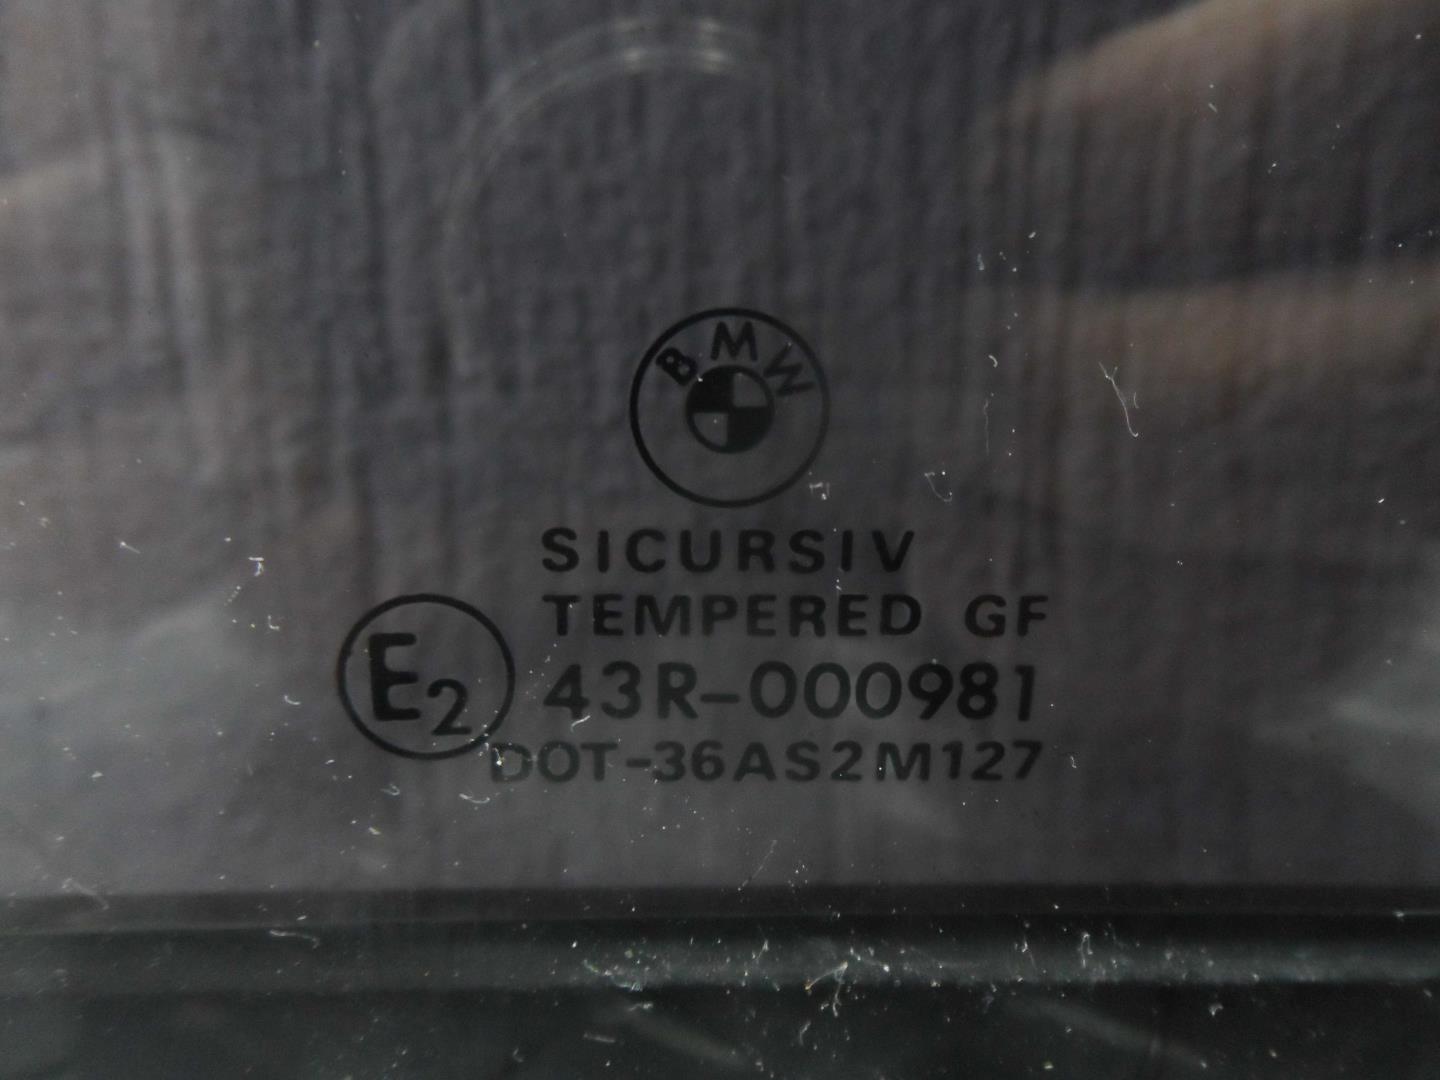 BMW
SICURSIV
TEMPERED GF
E2
43R-000981
DOT-36AS2M127